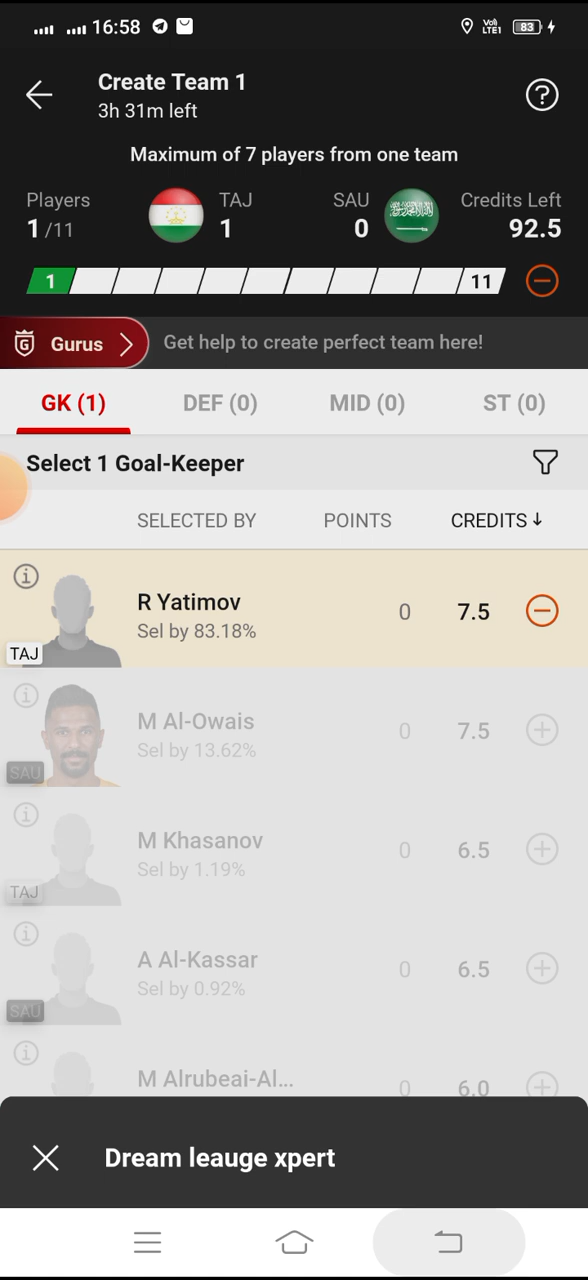 16:58
Vo))
LTE1
83
Create Team 1
3h 31m left
?
Maximum of 7 players from one team
Players
1 /11
TAJ
1
SAU
0
Credits Left
92.5
1
11
G
Gurus
Get help to create perfect team here!
GK (1)
DEF (0)
MID (0)
ST (0)
Select 1 Goal-Keeper
SELECTED BY
POINTS
CREDITS ↓
R Yatimov
Sel by 83.18%
0
7.5
TAJ
M Al-Owais
Sel by 13.62%
0
7.5
SAU
M Khasanov
Sel by 1.19%
0
6.5
TAJ
A Al-Kassar
Sel by 0.92%
0
6.5
SAU
M Alrubeai-Al...
0
6.0
Dream leauge xpert